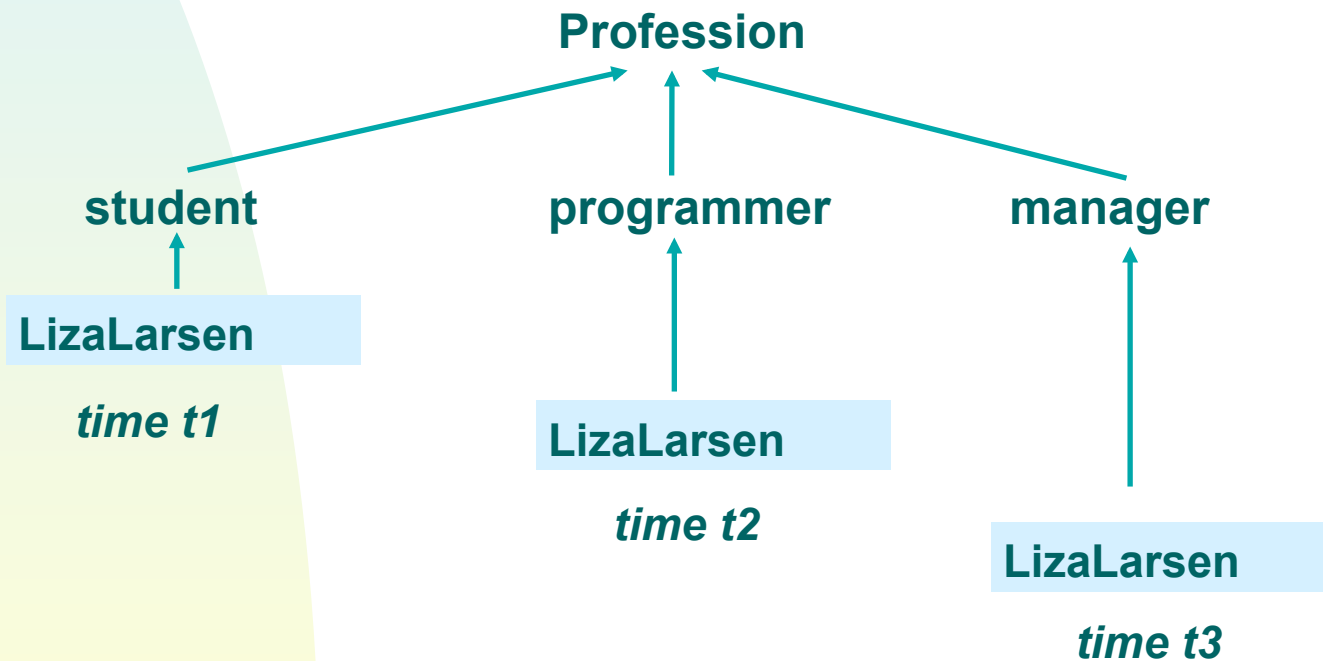 Profession
student
programmer
manager
LizaLarsen
time t1
LizaLarsen
time t2
LizaLarsen
time t3